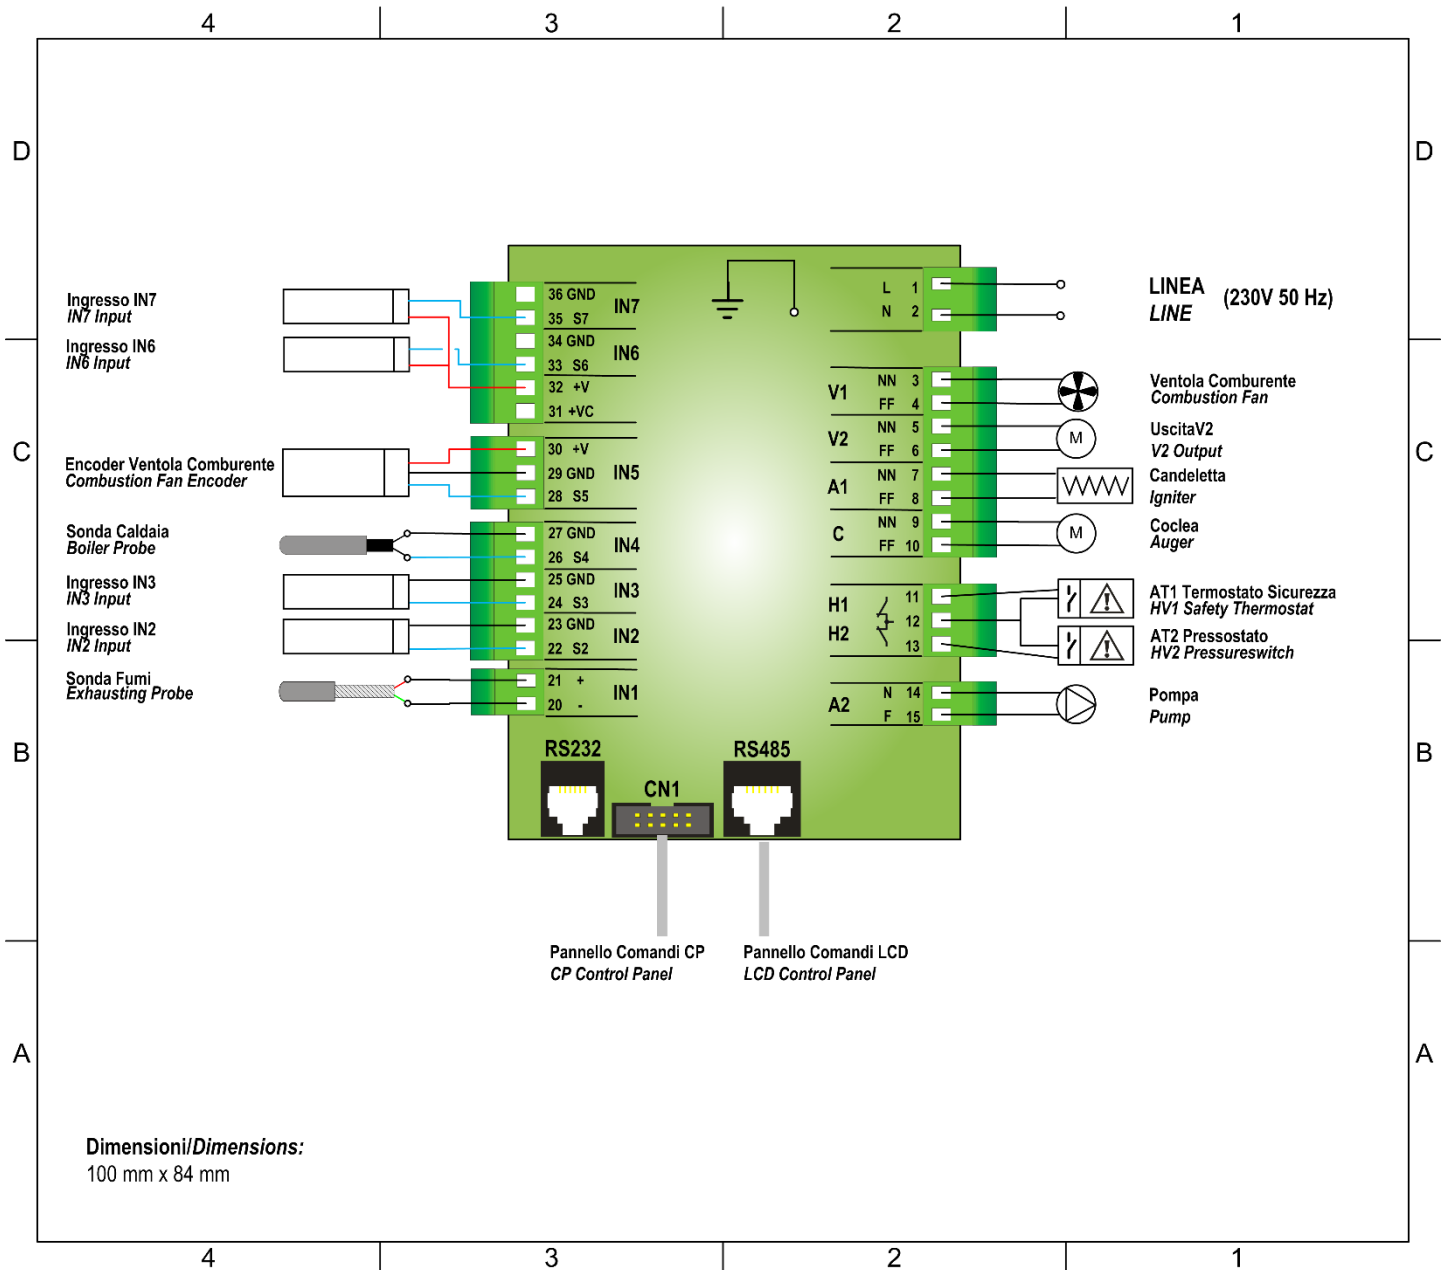 4 3 2 1
D D
Ingresso IN7
IN7 Input
Ingresso IN6
IN6 Input
C C
Encoder Ventola Comburente
Combustion Fan Encoder
Sonda Caldaia
Boiler Probe
Ingresso IN3
IN3 Input
Ingresso IN2
IN2 Input
Sonda Fumi
Exhausting Probe
B B
36 GND
35 S7
IN7
34 GND
33 S6
IN6
32 +V
31 +VC
30 +V
29 GND
28 S5
IN5
27 GND
26 S4
IN4
25 GND
24 S3
IN3
23 GND
22 S2
IN2
21 +
20 -
IN1
L 1
N 2
V1
NN 3
FF 4
V2
NN 5
FF 6
A1
NN 7
FF 8
C
NN 9
FF 10
H1
H2
11
12
13
A2
N 14
F 15
LINEA
LINE
(230V 50 Hz)
Ventola Comburente
Combustion Fan
M
UscitaV2
V2 Output
Candeletta
Igniter
M
Coclea
Auger
AT1 Termostato Sicurezza
HV1 Safety Thermostat
AT2 Pressostato
HV2 Pressureswitch
Pompa
Pump
RS232
CN1
RS485
Pannello Comandi CP
CP Control Panel
Pannello Comandi LCD
LCD Control Panel
A A
Dimensioni/Dimensions:
100 mm x 84 mm
4 3 2 1